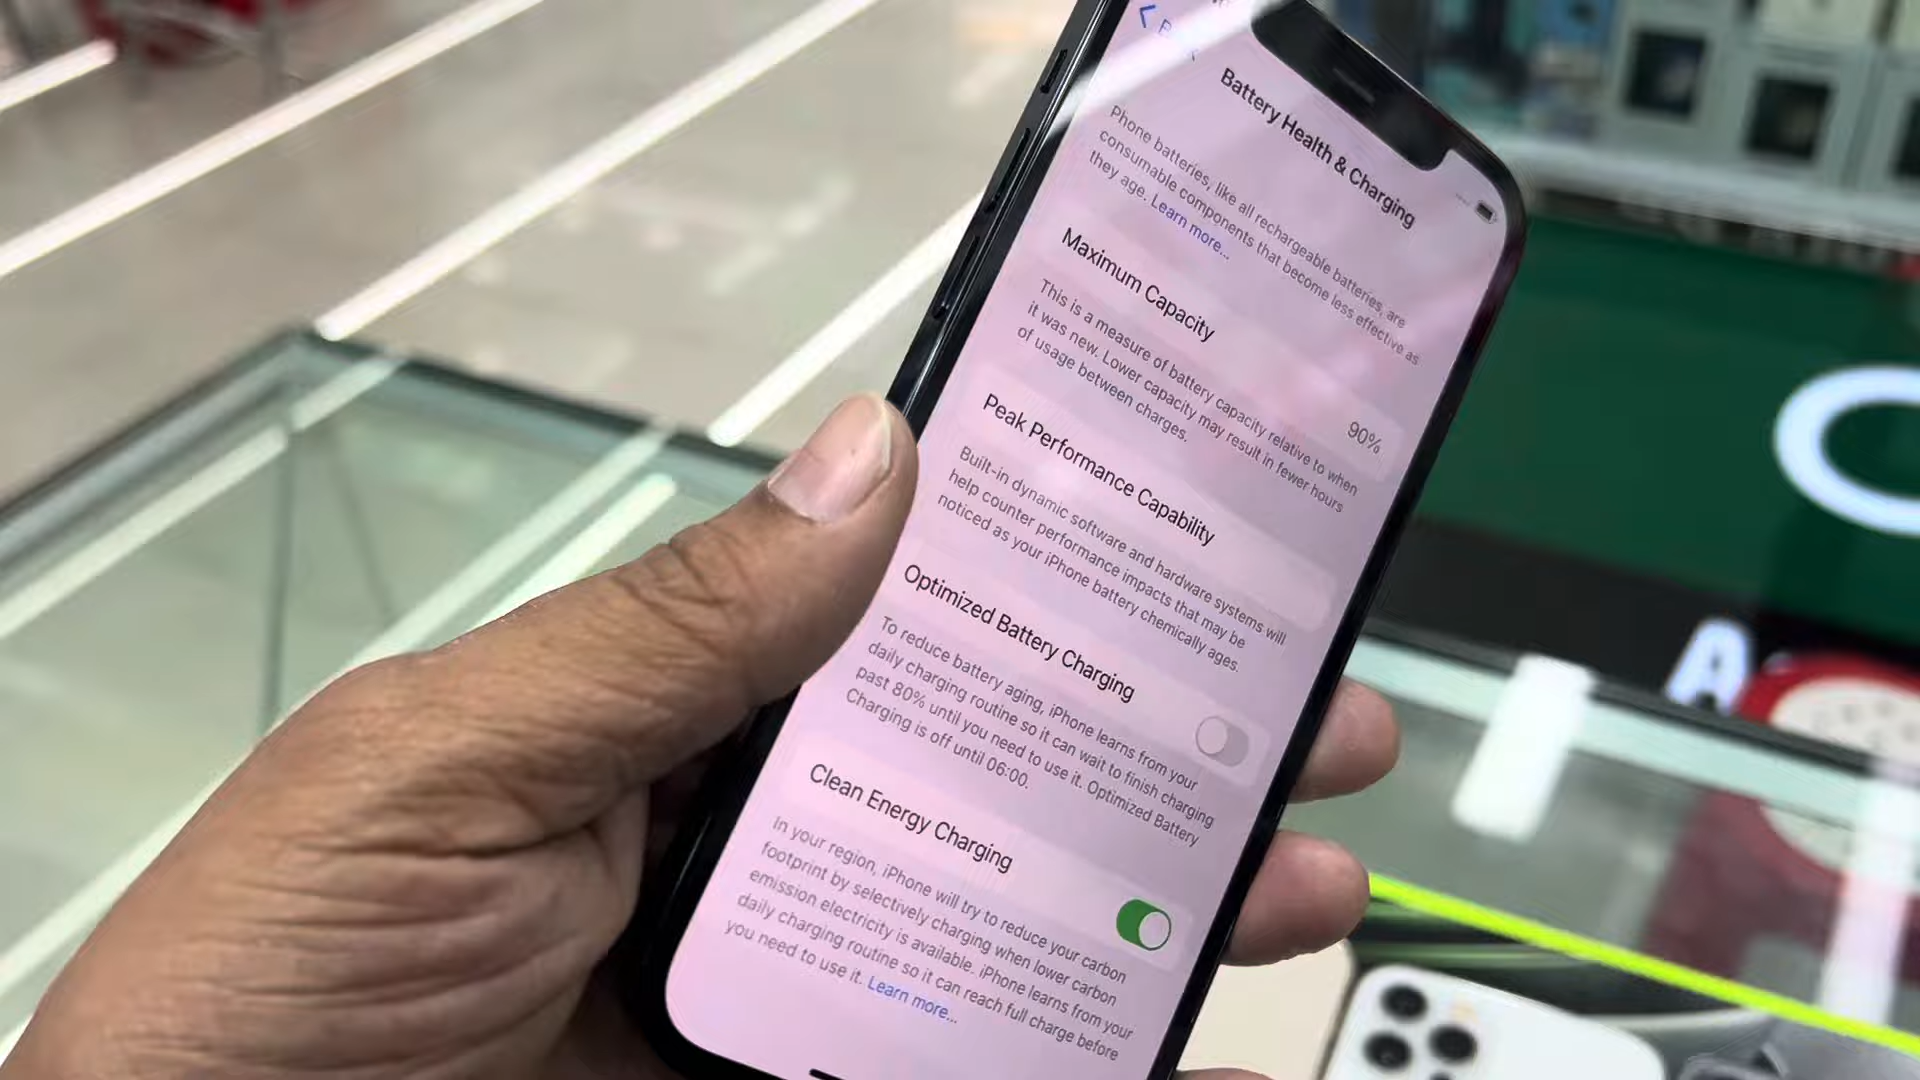 Battery Health & Charging
Phone batteries, like all rechargeable batteries, are
consumable components that become less effective as
they age. Learn more...
Maximum Capacity
90%
This is a measure of battery capacity relative to when
it was new. Lower capacity may result in fewer hours
of usage between charges.
Peak Performance Capability
Built-in dynamic software and hardware systems will
help counter performance impacts that may be
noticed as your iPhone battery chemically ages.
Optimized Battery Charging
To reduce battery aging, iPhone learns from your
daily charging routine so it can wait to finish charging
past 80% until you need to use it. Optimized Battery
Charging is off until 06:00.
Clean Energy Charging
In your region, iPhone will try to reduce your carbon
footprint by selectively charging when lower carbon
emission electricity is available. iPhone learns from your
daily charging routine so it can reach full charge before
you need to use it. Learn more...
A